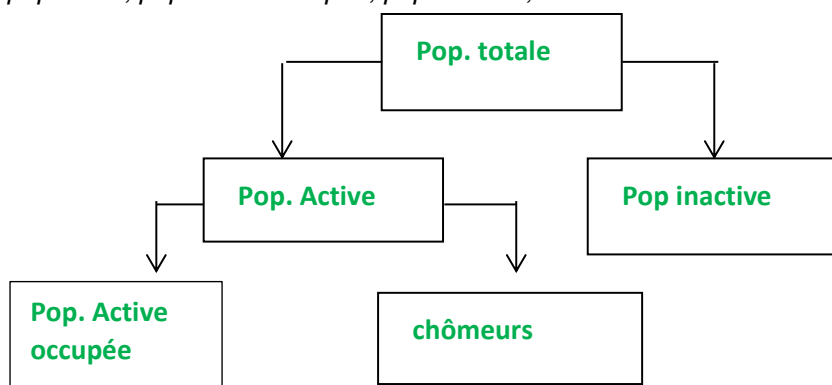 Pop. totale
Pop. Active
Pop inactive
Pop. Active
occupée
chômeurs